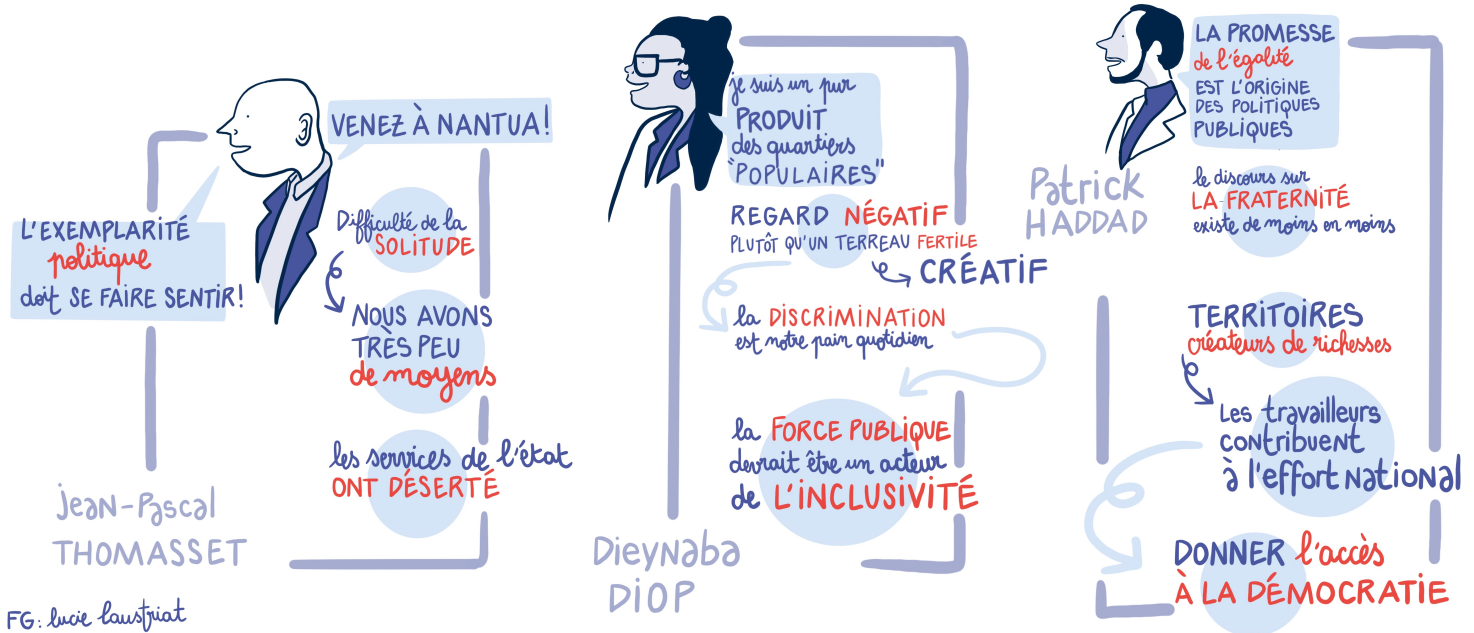 VENEZ À NANTUA!
L'EXEMPLARITÉ
politique
doit SE FAIRE SENTIR!
Difficulté de la
SOLITUDE
NOUS AVONS
TRÈS PEU
de moyens
les services de l'état
ONT DÉSERTÉ
Jean-Pascal
THOMASSET
FG: lucie laustriat
je suis un pur
PRODUIT
des quartiers
"POPULAIRES"
REGARD NÉGATIF
PLUTÔT QU'UN TERREAU FERTILE
CRÉATIF
la DISCRIMINATION
est notre pain quotidien
la FORCE PUBLIQUE
devrait être un acteur
de L'INCLUSIVITÉ
Dieynaba
DIOP
LA PROMESSE
de l'égalité
EST L'ORIGINE
DES POLITIQUES
PUBLIQUES
Patrick
HADDAD
le discours sur
LA FRATERNITÉ
existe de moins en moins
TERRITOIRES
créateurs de richesses
Les travailleurs
contribuent
à l'effort National
DONNER l'accès
À LA DÉMOCRATIE